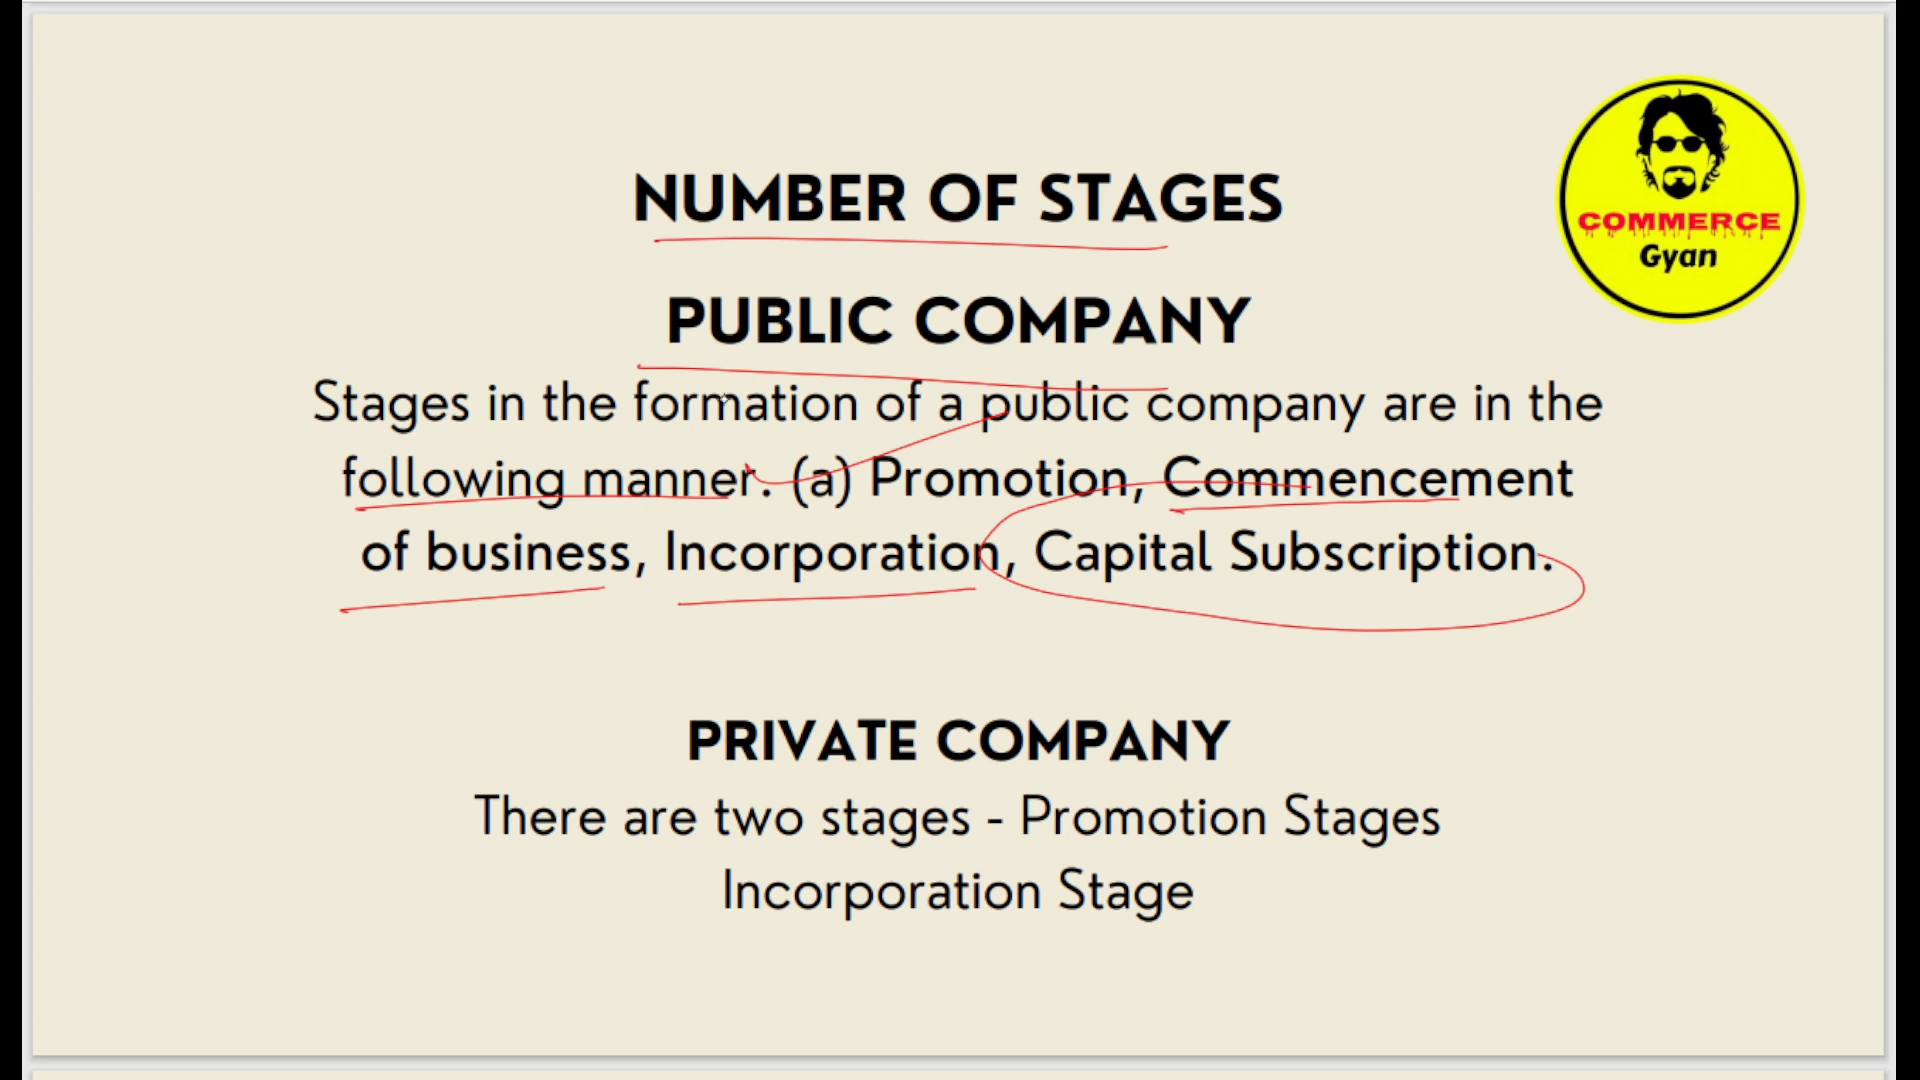 NUMBER OF STAGES
COMMERCE
Gyan
PUBLIC COMPANY
Stages in the formation of a public company are in the
following manner. (a) Promotion, Commencement
of business, Incorporation, Capital Subscription.
PRIVATE COMPANY
There are two stages - Promotion Stages
Incorporation Stage